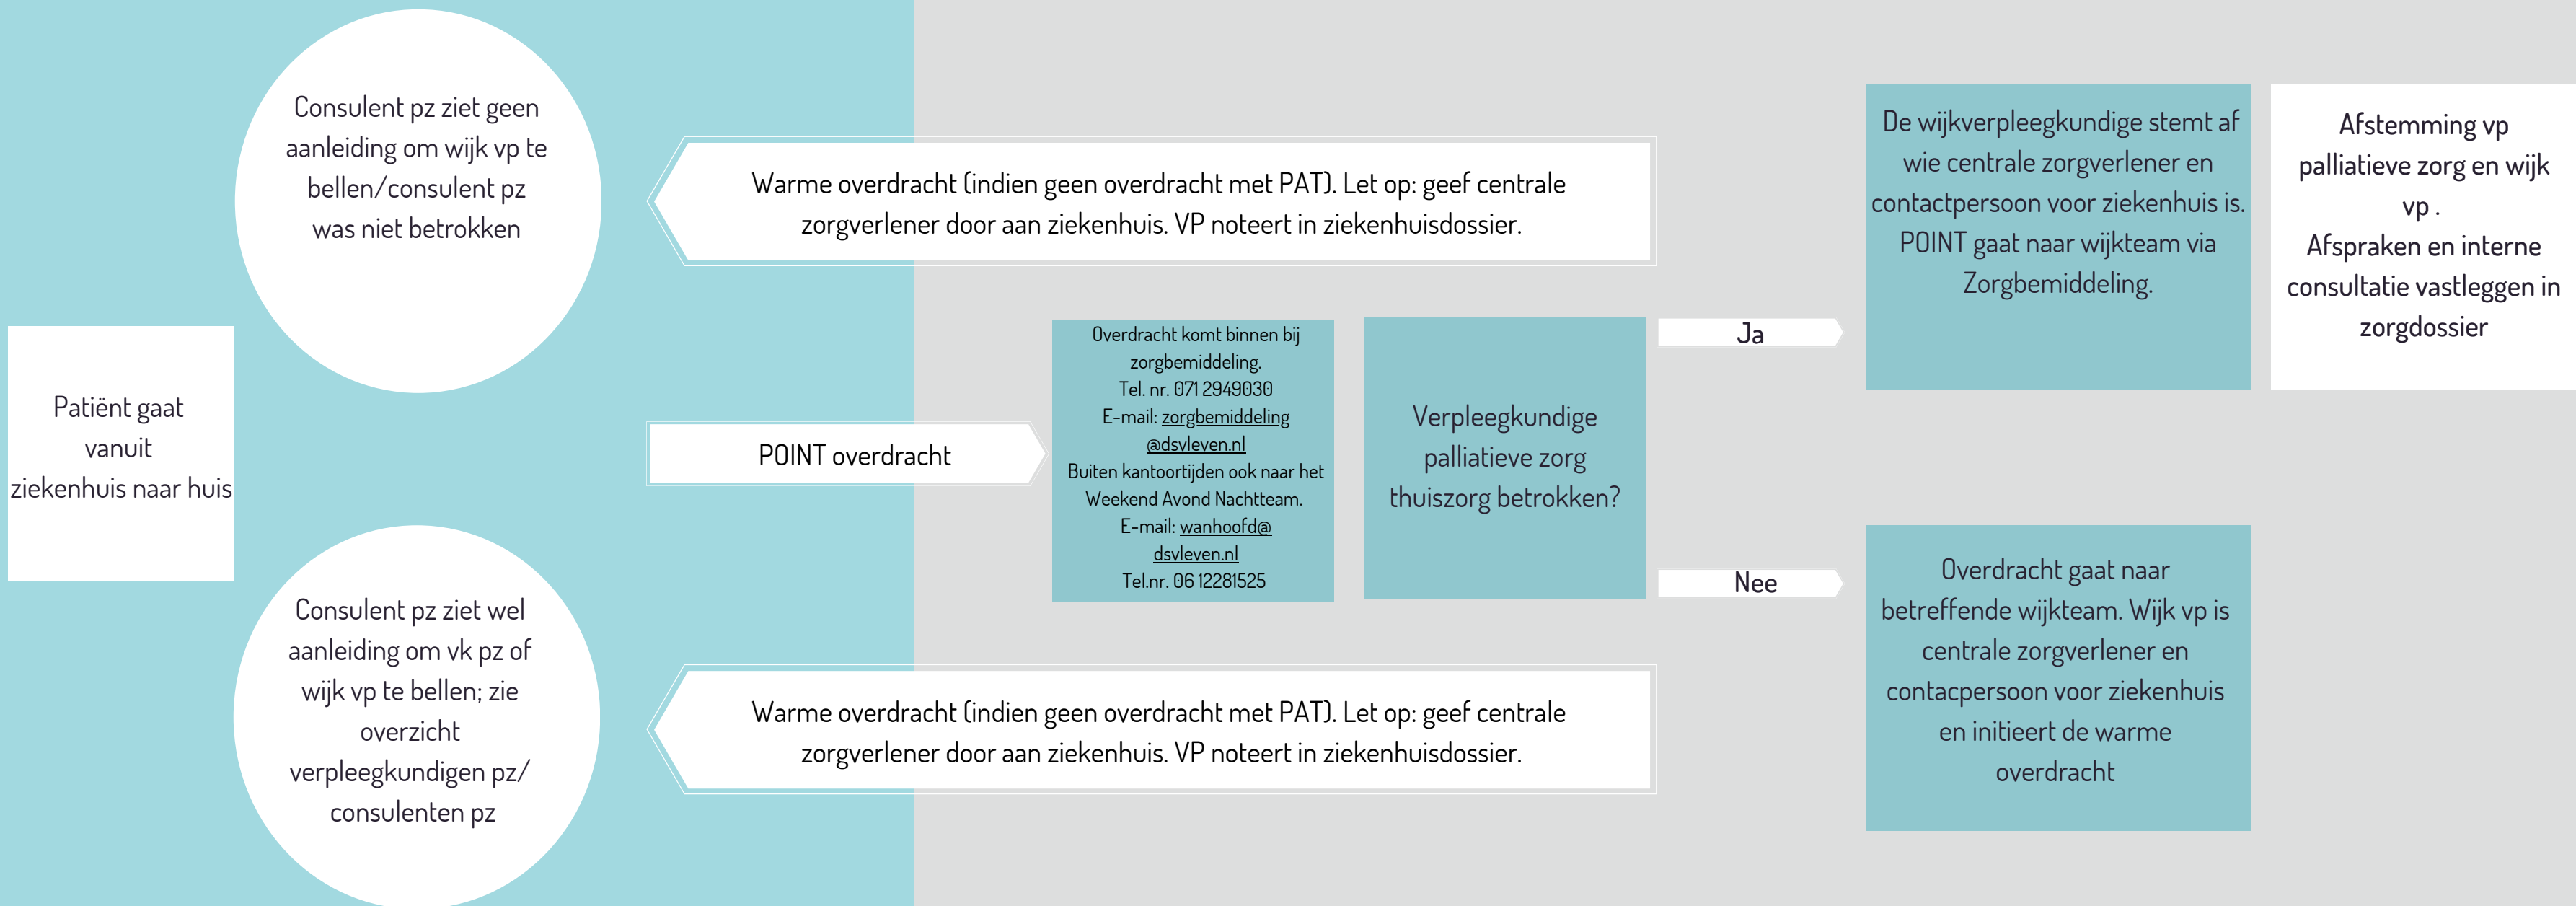 Patiënt gaat
vanuit
ziekenhuis naar huis
Consulent pz ziet geen
aanleiding om wijk vp te
bellen/consulent pz
was niet betrokken
Consulent pz ziet wel
aanleiding om vk pz of
wijk vp te bellen; zie
overzicht
verpleegkundigen pz/
consulenten pz
Warme overdracht (indien geen overdracht met PAT). Let op: geef centrale
zorgverlener door aan ziekenhuis. VP noteert in ziekenhuisdossier.
POINT overdracht
Warme overdracht (indien geen overdracht met PAT). Let op: geef centrale
zorgverlener door aan ziekenhuis. VP noteert in ziekenhuisdossier.
Overdracht komt binnen bij
zorgbemiddeling.
Tel. nr. 071 2949030
E-mail: zorgbemiddeling
@dsvleven.nl
Buiten kantoortijden ook naar het
Weekend Avond Nachtteam.
E-mail: wanhoofd@
dsvleven.nl
Tel.nr. 06 12281525
Verpleegkundige
palliatieve zorg
thuiszorg betrokken?
Ja
Nee
De wijkverpleegkundige stemt af
wie centrale zorgverlener en
contactpersoon voor ziekenhuis is.
POINT gaat naar wijkteam via
Zorgbemiddeling.
Overdracht gaat naar
betreffende wijkteam. Wijk vp is
centrale zorgverlener en
contacpersoon voor ziekenhuis
en initieert de warme
overdracht
Afstemming vp
palliatieve zorg en wijk
vp .
Afspraken en interne
consultatie vastleggen in
zorgdossier